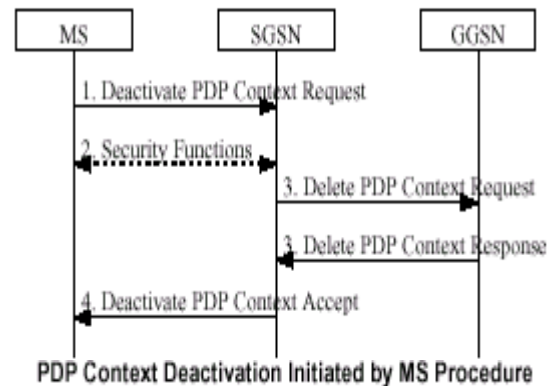 MS
SGSN
GGSN
1. Deactivate PDP Context Request
2. Security Functions
3. Delete PDP Context Request
3. Delete PDP Context Response
4. Deactivate PDP Context Accept
PDP Context Deactivation Initiated by MS Procedure